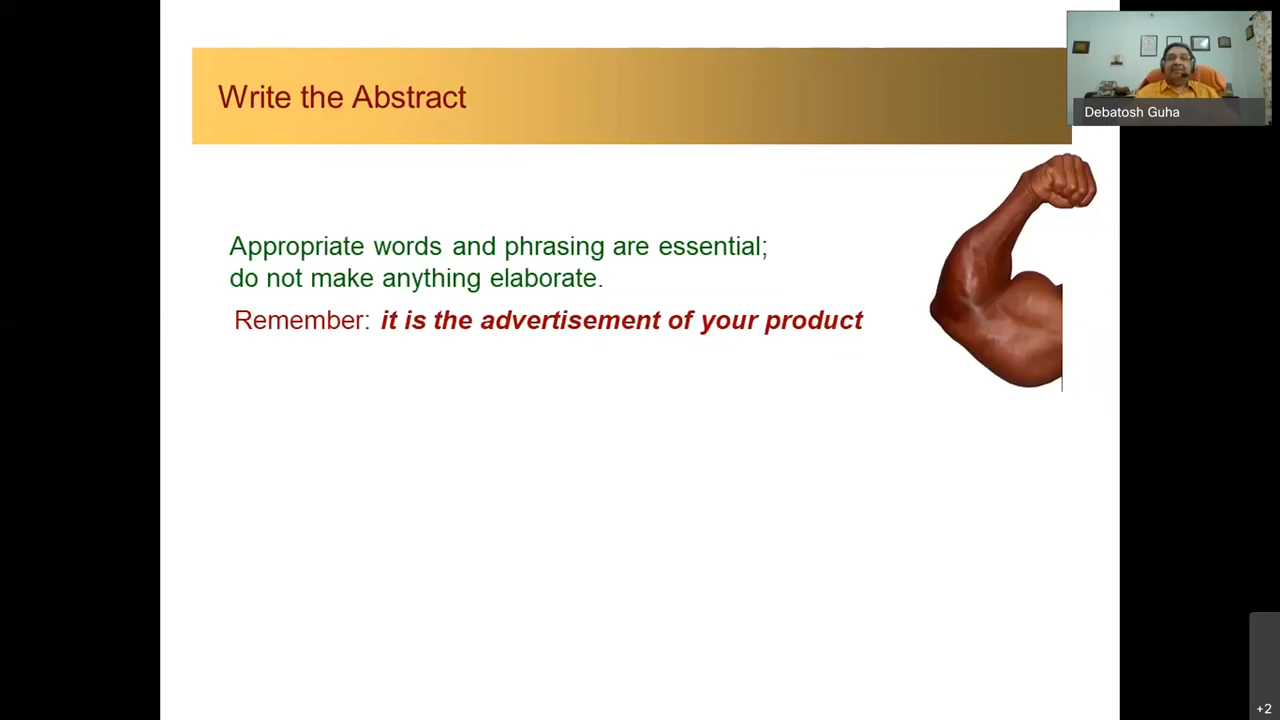 Write the Abstract
Debatosh Guha
Appropriate words and phrasing are essential;
do not make anything elaborate.
Remember: it is the advertisement of your product
+2